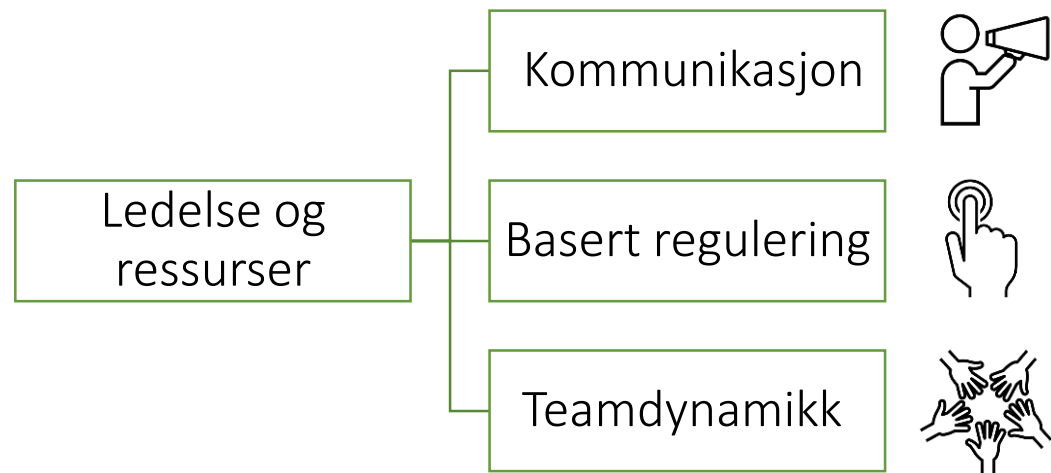 Kommunikasjon
Ledelse og
ressurser
Basert regulering
Teamdynamikk